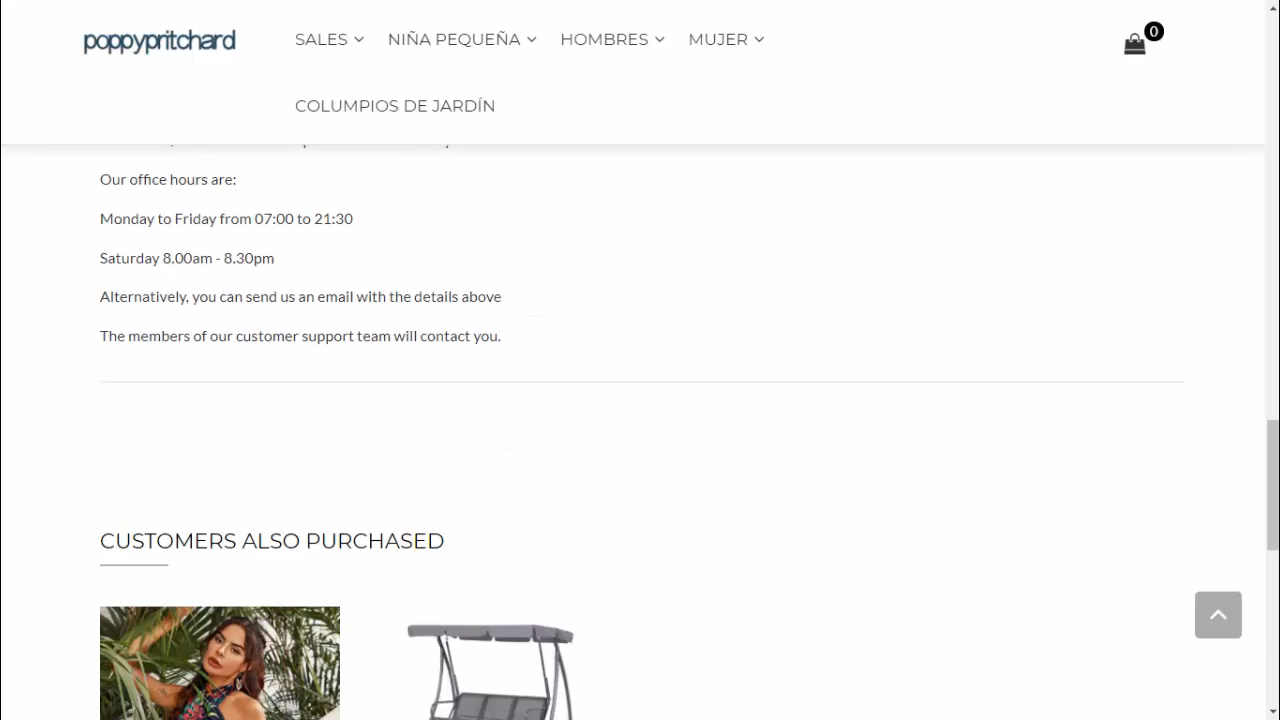 poppypritchard
SALES
NIÑA PEQUEÑA
HOMBRES
MUJER
0
COLUMPIOS DE JARDÍN
Our office hours are:
Monday to Friday from 07:00 to 21:30
Saturday 8.00am - 8.30pm
Alternatively, you can send us an email with the details above
The members of our customer support team will contact you.
CUSTOMERS ALSO PURCHASED